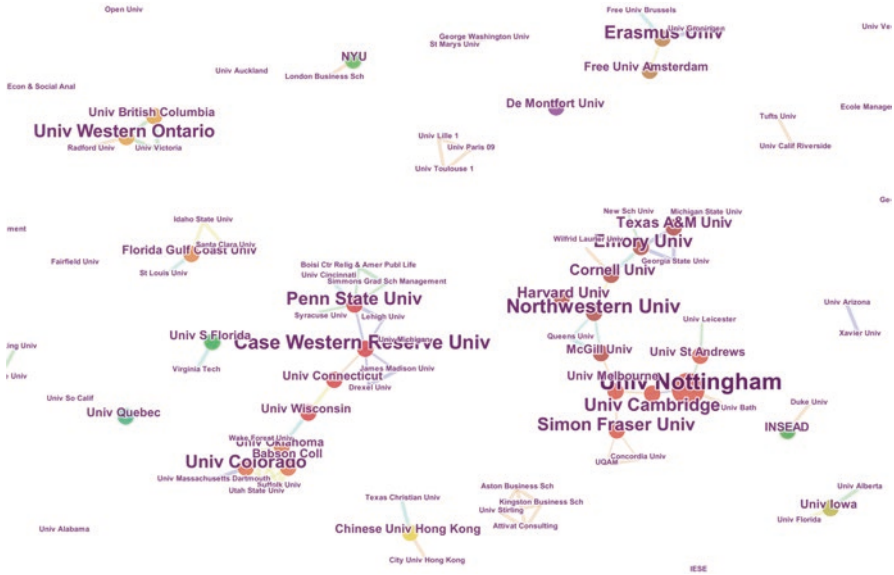 Open Univ
Free Univ Brussels
Univ Groningen
Erasmus Univ
George Washington Univ
St Marys Univ
Univ Ve
NYU
Univ Auckland
London Business Sch
Free Univ Amsterdam
Econ & Social Anal
De Montfort Univ
Univ British Columbia
Ecole Manage
Tufts Univ
Univ Western Ontario
Univ Lille 1
Radford Univ
Univ Victoria
Univ Paris 09
Univ Calif Riverside
Univ Toulouse 1
Ge
New Sch Univ
Michigan State Univ
Idaho State Univ
Texas A&M Univ
ment
Wilfrid Laurier Univ
Emory Univ
Santa Clara Univ
Florida Gulf Coast Univ
Fairfield Univ
Georgia State Univ
Boisi Ctr Relig & Amer Publ Life
St Louis Univ
Univ Cincinnati
Cornell Univ
Simmons Grad Sch Management
Harvard Univ
Penn State Univ
Univ Arizona
Northwestern Univ
Syracuse Univ
Lehigh Univ
Univ Leicester
Univ S Florida
Xavier Univ
Queens Univ
Case Western Reserve Univ
Univ Michigan
ing Univ
McGill Univ
Univ St Andrews
Virginia Tech
James Madison Univ
Univ
Univ Connecticut
Univ Melbourne
Univ Nottingham
Drexel Univ
Univ So Calif
Duke Univ
Univ Cambridge
Univ Bath
Univ Quebec
Univ Wisconsin
Simon Fraser Univ
INSEAD
Wake Forest Univ
Univ Oklahoma
Babson Coll
Concordia Univ
Univ Colorado
UQAM
Univ Massachusetts Dartmouth
Suffolk Univ
Utah State Univ
Aston Business Sch
Univ Alberta
Texas Christian Univ
Kingston Business Sch
Univ Iowa
Univ Stirling
Univ Florida
Univ Alabama
Chinese Univ Hong Kong
Attivat Consulting
City Univ Hong Kong
IESE